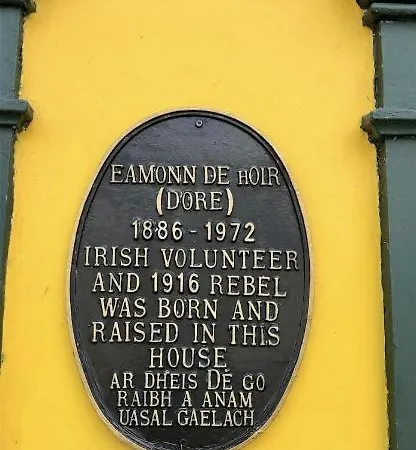 EAMONN DE HOIR
(D'ORE)
1886 - 1972
IRISH VOLUNTEER
AND 1916 REBEL
WAS BORN AND
RAISED IN THIS
HOUSE
AR DHEIS DÉ GO
RAIBH A ANAM
UASAL GAELACH